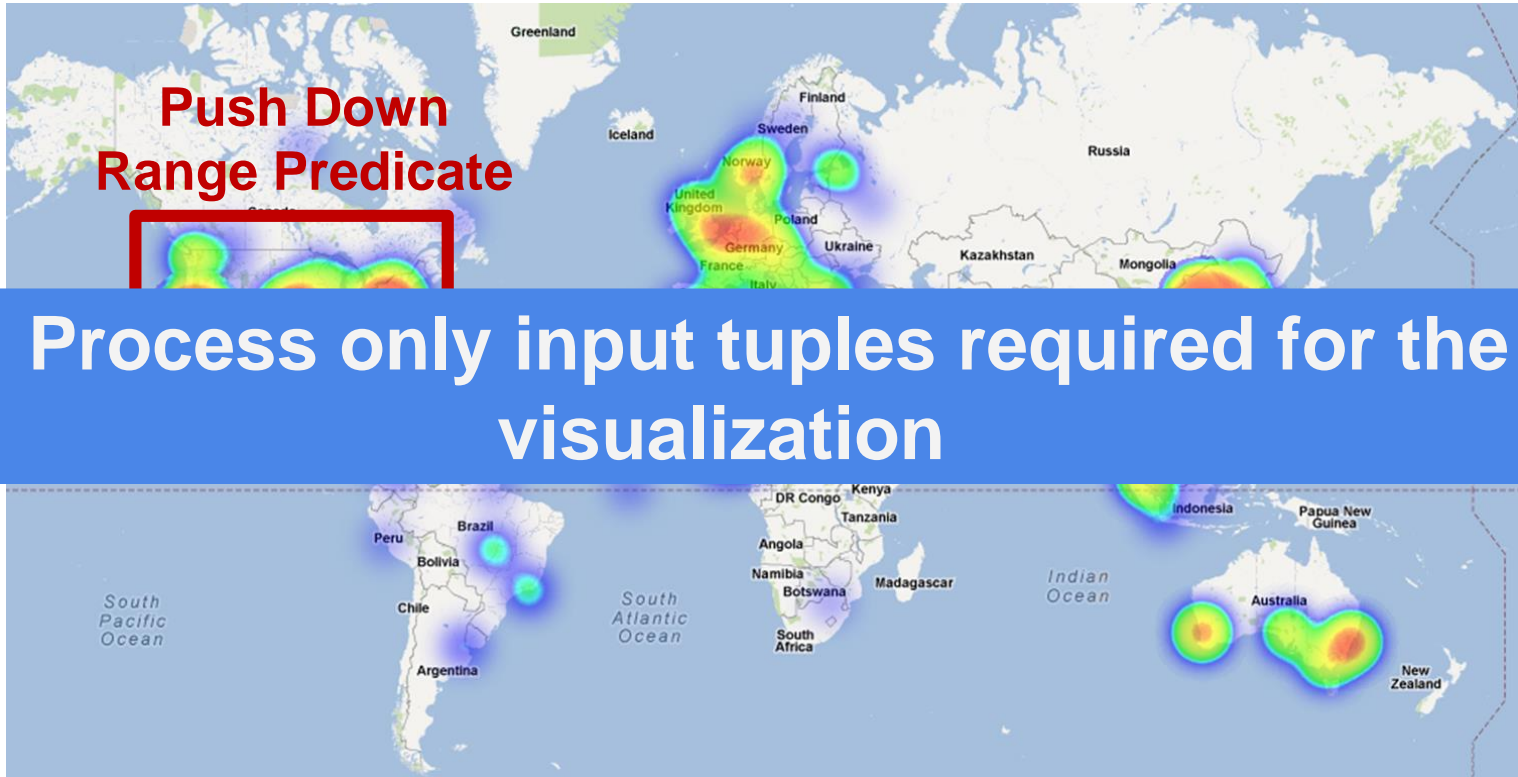 Greenland
Push Down
Range Predicate
Finland
Iceland
Sweden
Russia
Norway
United
Kingdom
Poland
Germany
Ukraine
Kazakhstan
France
Mongolia
Italy
Process only input tuples required for the
visualization
DR Congo
Kenya
Tanzania
Indonesia
Papua New
Guinea
Peru
Brazil
Bolivia
Angola
Namibia
Botswana
Madagascar
Indian
Ocean
Australia
South
Pacific
Ocean
Chile
South
Atlantic
Ocean
South
Africa
Argentina
New
Zealand